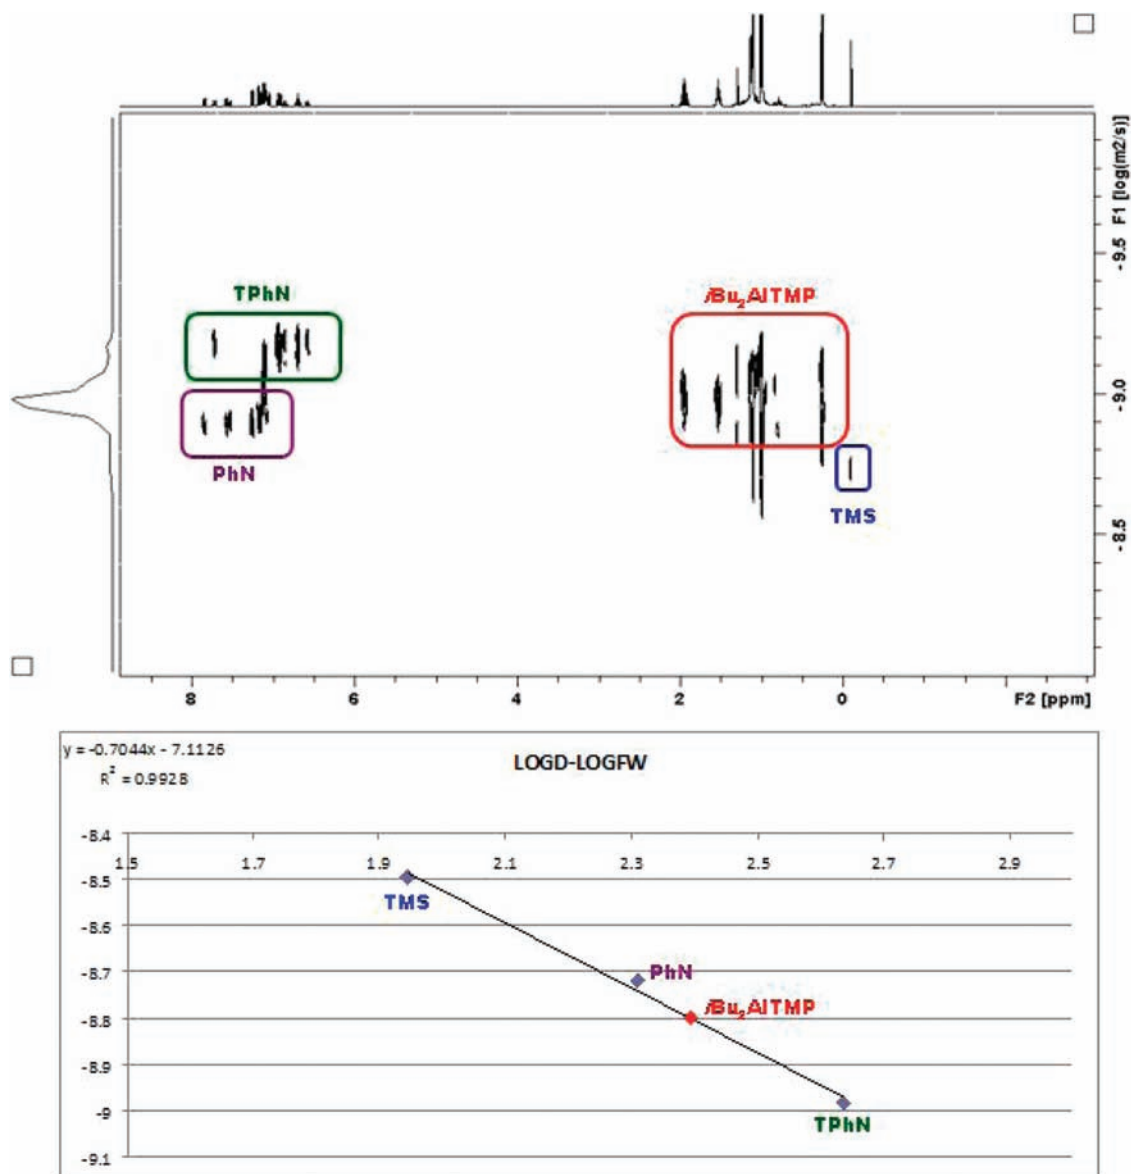 F1 [log(m2/s)]
-9.5
-9.0
-8.5
TPhN
iBu₂AlTMP
PhN
TMS
8 6 4 2 0 F2 [ppm]
y = -0.7044x - 7.1126
R² = 0.9928
LOGD-LOGFW
-8.4
1.5 1.7 1.9 2.1 2.3 2.5 2.7 2.9
-8.5
TMS
-8.6
-8.7
PhN
iBu₂AlTMP
-8.8
-8.9
-9
TPhN
-9.1